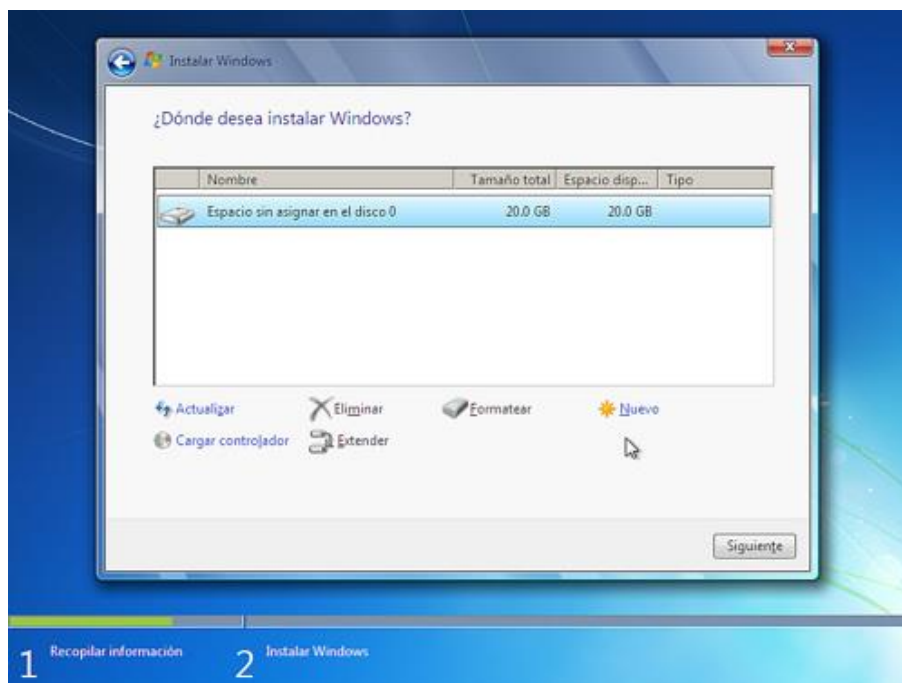 Instalar Windows
¿Dónde desea instalar Windows?
Nombre Tamaño total Espacio disp... Tipo
Espacio sin asignar en el disco 0 20.0 GB 20.0 GB
Actualizar Eliminar Formatear Nuevo
Cargar controlador Extender
Siguiente
1 Recopilar información 2 Instalar Windows